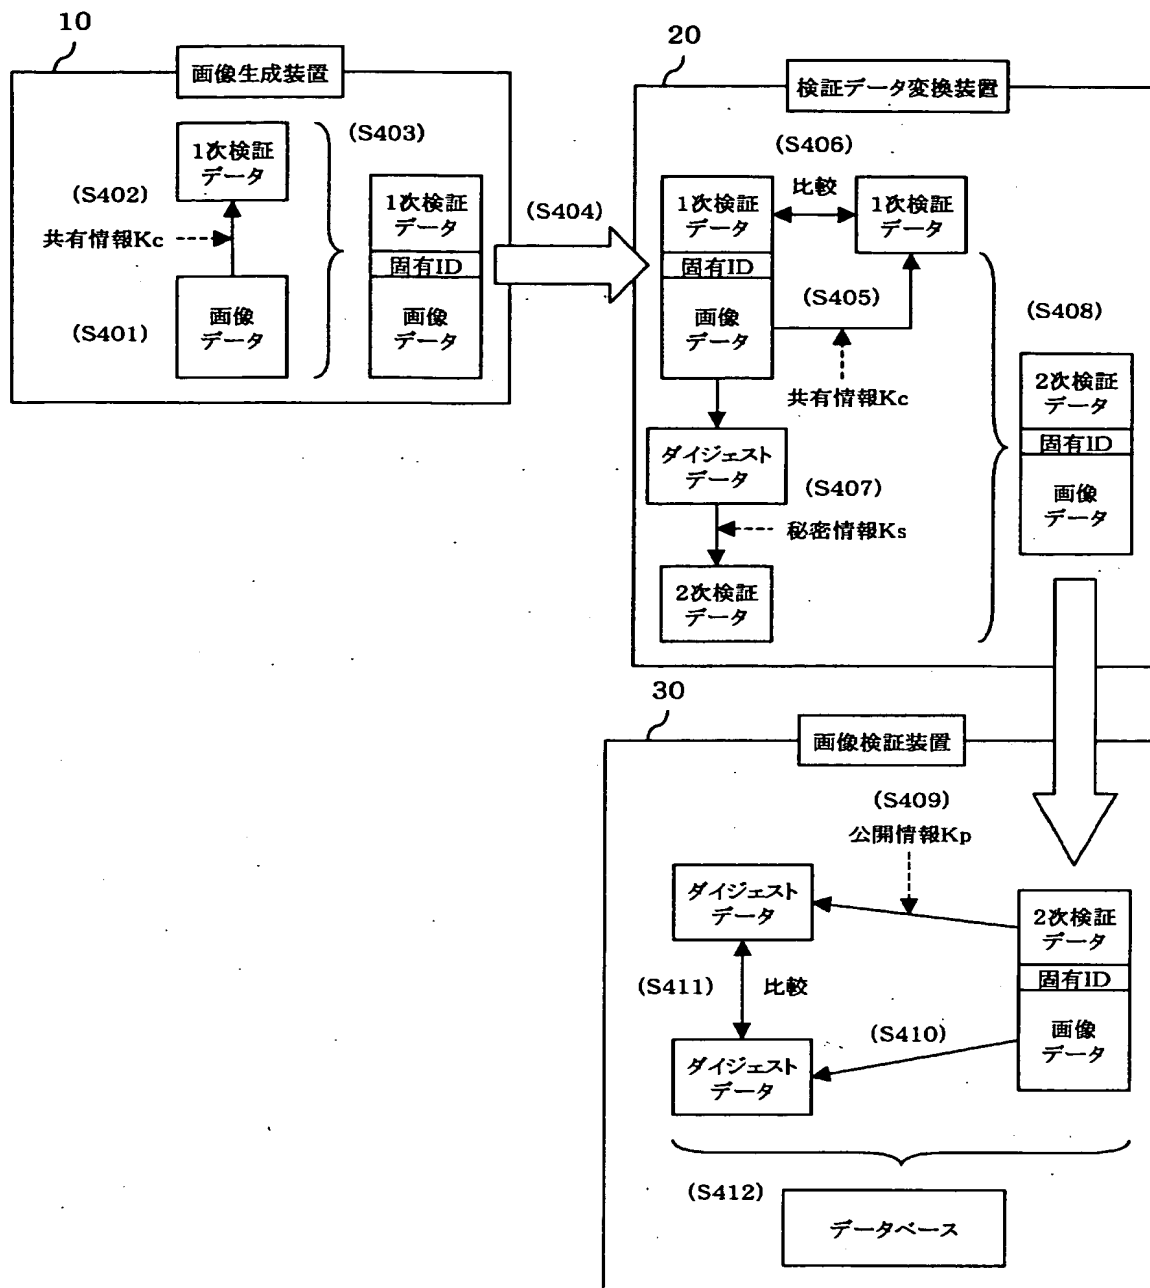 10
画像生成装置
(S403)
1次検証
データ
(S402)
共有情報Kc
(S401)
画像
データ
1次検証
データ
固有ID
画像
データ
(S404)
20
検証データ変換装置
(S406)
比較
1次検証
データ
固有ID
画像
データ
1次検証
データ
(S405)
共有情報Kc
ダイジェスト
データ
(S407)
秘密情報Ks
2次検証
データ
(S408)
2次検証
データ
固有ID
画像
データ
30
画像検証装置
(S409)
公開情報Kp
ダイジェスト
データ
2次検証
データ
固有ID
画像
データ
(S411)
比較
(S410)
ダイジェスト
データ
(S412)
データベース